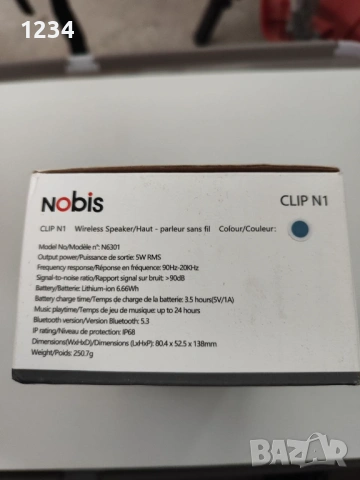 1234
Nobis
CLIP N1
CLIP N1 Wireless Speaker/Haut - parleur sans fil Colour/Couleur:
Model No/Modèle n°: N6301
Output power/Puissance de sortie: 5W RMS
Frequency response/Réponse en fréquence: 90Hz-20KHz
Signal-to-noise ratio/Rapport signal sur bruit: >90dB
Battery/Batterie: Lithium-ion 6.66Wh
Battery charge time/Temps de charge de la batterie: 3.5 hours(5V/1A)
Music playtime/Temps de jeu de musique: up to 24 hours
Bluetooth version/Version Bluetooth: 5.3
IP rating/Niveau de protection: IP68
Dimensions(WxHxD)/Dimensions (LxHxP): 80.4 x 52.5 x 138mm
Weight/Poids: 250.7g
BAZAR
bg